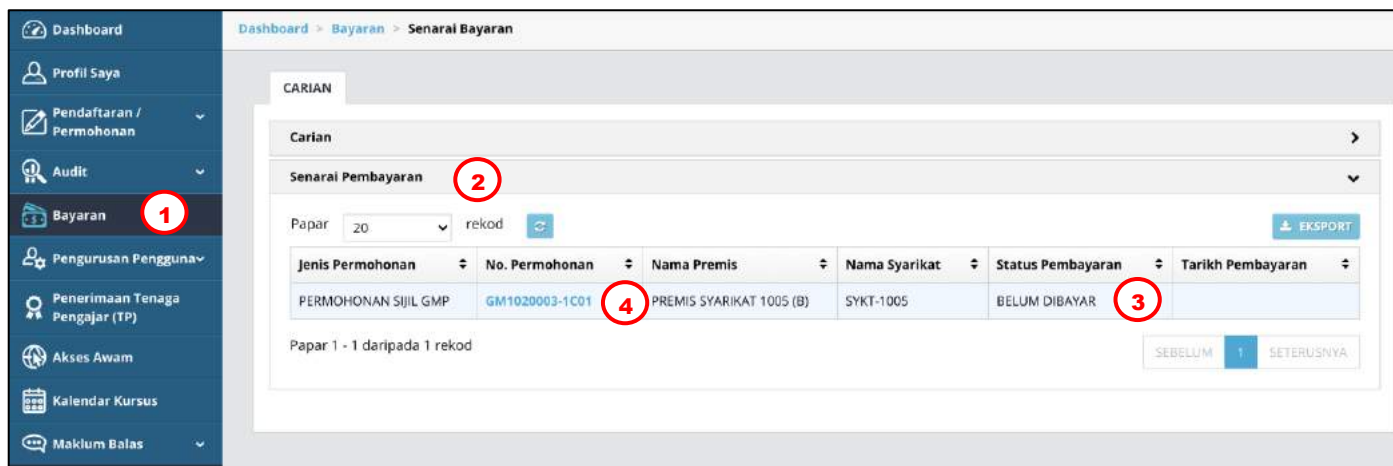 Dashboard
Profil Saya
Pendaftaran /
Permohonan
Audit
Bayaran
1
Pengurusan Pengguna
Penerimaan Tenaga
Pengajar (TP)
Akses Awam
Kalendar Kursus
Maklum Balas
Dashboard > Bayaran > Senarai Bayaran
CARIAN
Carian
Senarai Pembayaran 2
Papar 20 rekod EKSPORT
Jenis Permohonan No. Permohonan Nama Premis Nama Syarikat Status Pembayaran Tarikh Pembayaran
PERMOHONAN SIJIL GMP GM1020003-1C01 4 PREMIS SYARIKAT 1005 (B) SYKT-1005 BELUM DIBAYAR 3
Papar 1 - 1 daripada 1 rekod
SEBELUM 1 SETERUSNYA